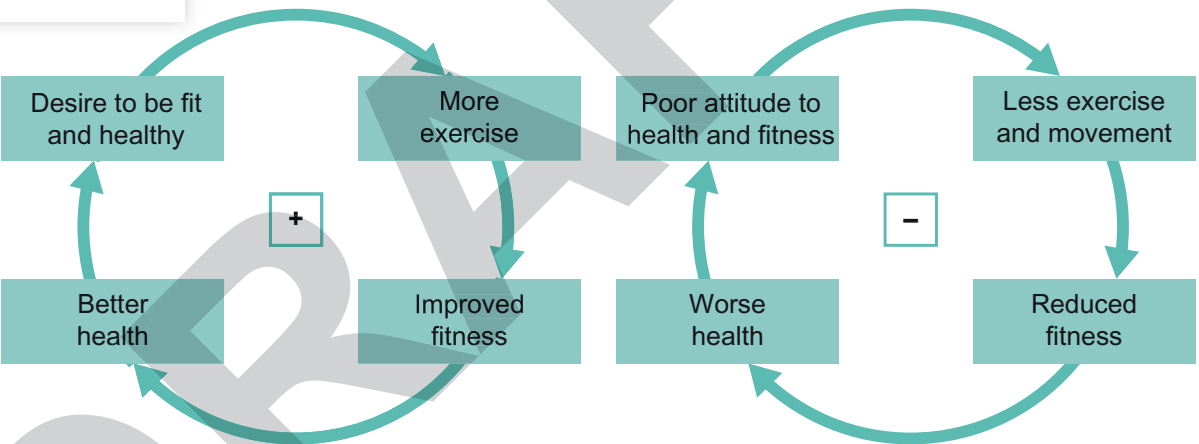 Desire to be fit
and healthy
More
exercise
+
Better
health
Improved
fitness
Poor attitude to
health and fitness
Less exercise
and movement
−
Worse
health
Reduced
fitness